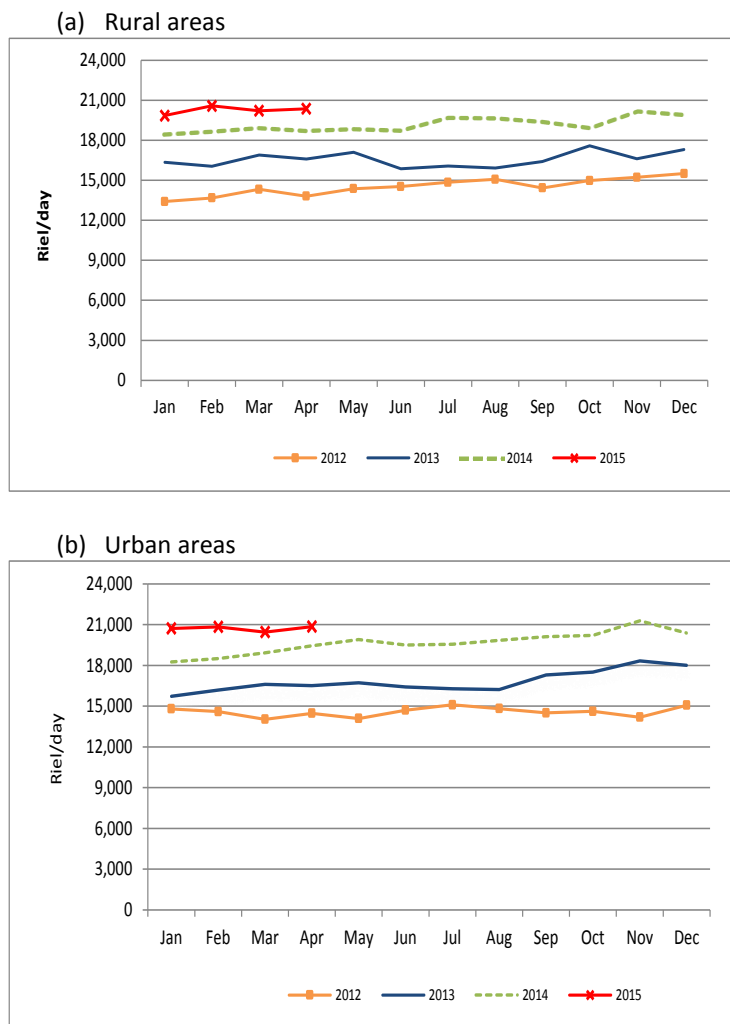 (a) Rural areas
24,000
21,000
18,000
15,000
12,000
9,000
6,000
3,000
0
Riel/day
Jan Feb Mar Apr May Jun Jul Aug Sep Oct Nov Dec
2012 2013 2014 2015
(b) Urban areas
24,000
21,000
18,000
15,000
12,000
9,000
6,000
3,000
0
Riel/day
Jan Feb Mar Apr May Jun Jul Aug Sep Oct Nov Dec
2012 2013 2014 2015